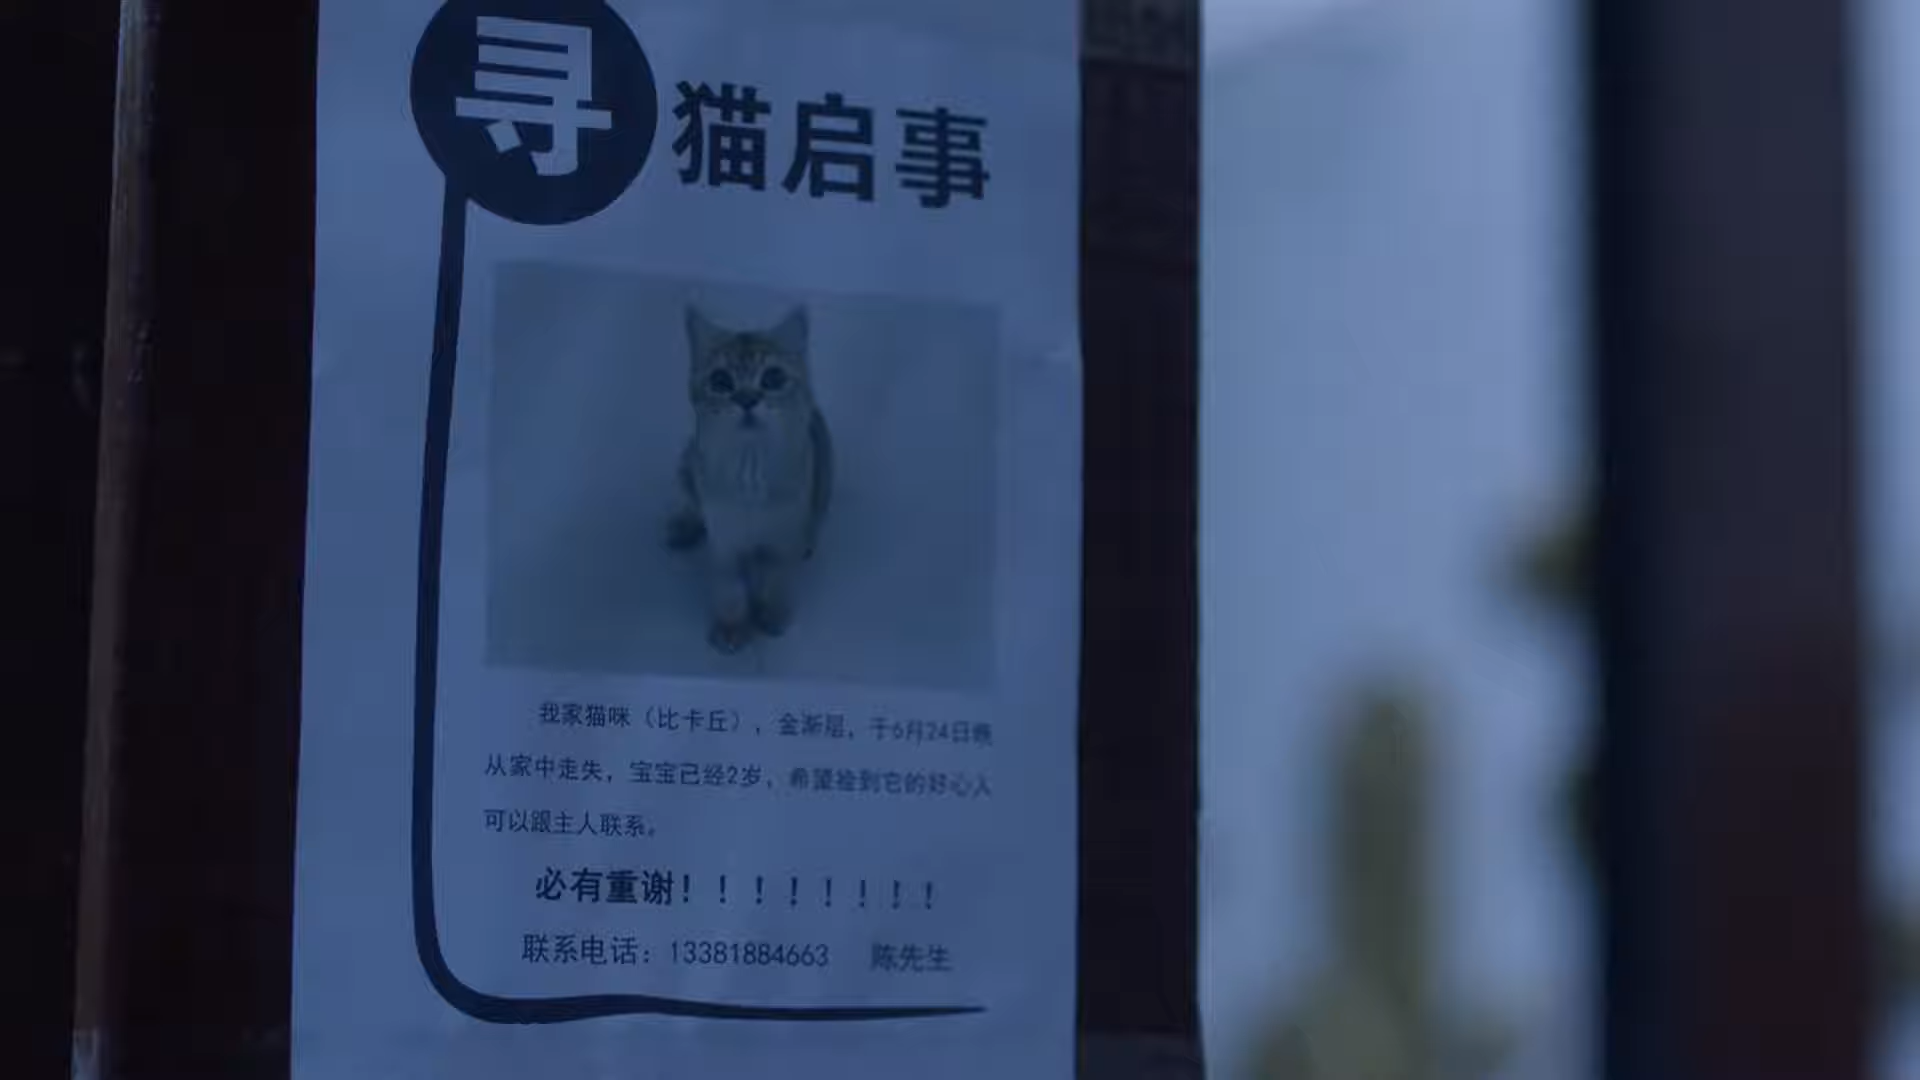 寻猫启事
我家猫咪（比卡丘），金渐层，于6月24日晚
从家中走失，宝宝已经2岁，希望捡到它的好心人
可以跟主人联系。
必有重谢！！！！！！！！
联系电话：13381884663 陈先生